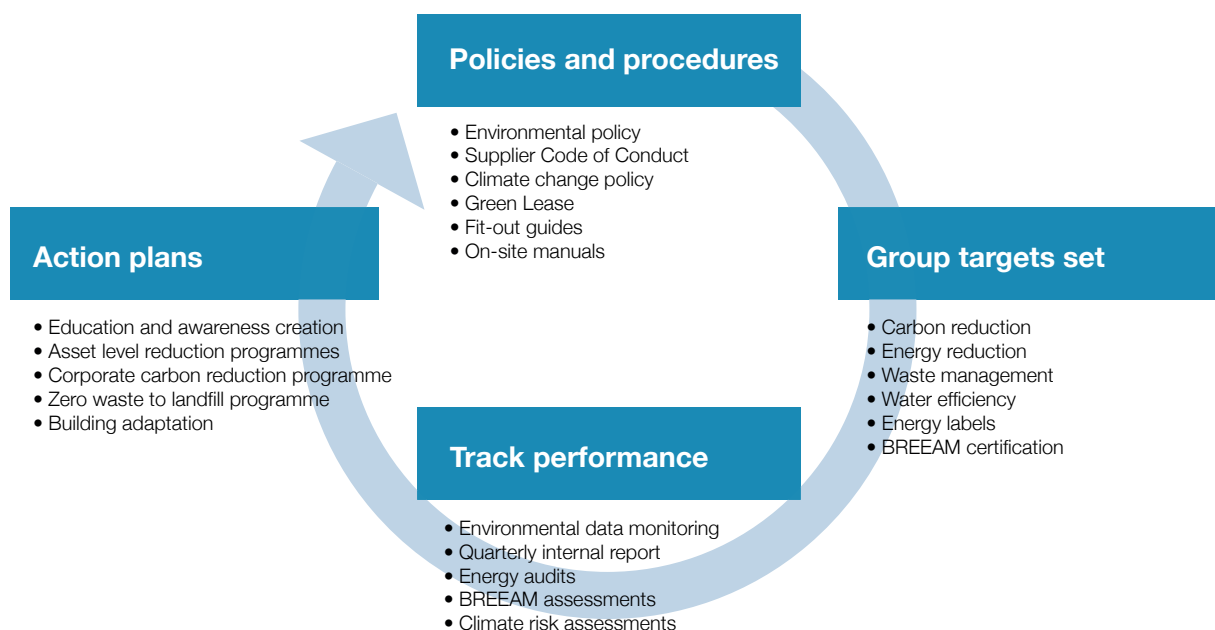 Policies and procedures
• Environmental policy
• Supplier Code of Conduct
• Climate change policy
• Green Lease
• Fit-out guides
• On-site manuals
Group targets set
• Carbon reduction
• Energy reduction
• Waste management
• Water efficiency
• Energy labels
• BREEAM certification
Track performance
• Environmental data monitoring
• Quarterly internal report
• Energy audits
• BREEAM assessments
• Climate risk assessments
Action plans
• Education and awareness creation
• Asset level reduction programmes
• Corporate carbon reduction programme
• Zero waste to landfill programme
• Building adaptation